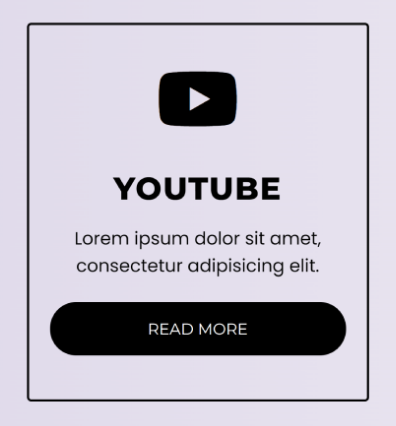 YOUTUBE
Lorem ipsum dolor sit amet,
consectetur adipisicing elit.
READ MORE